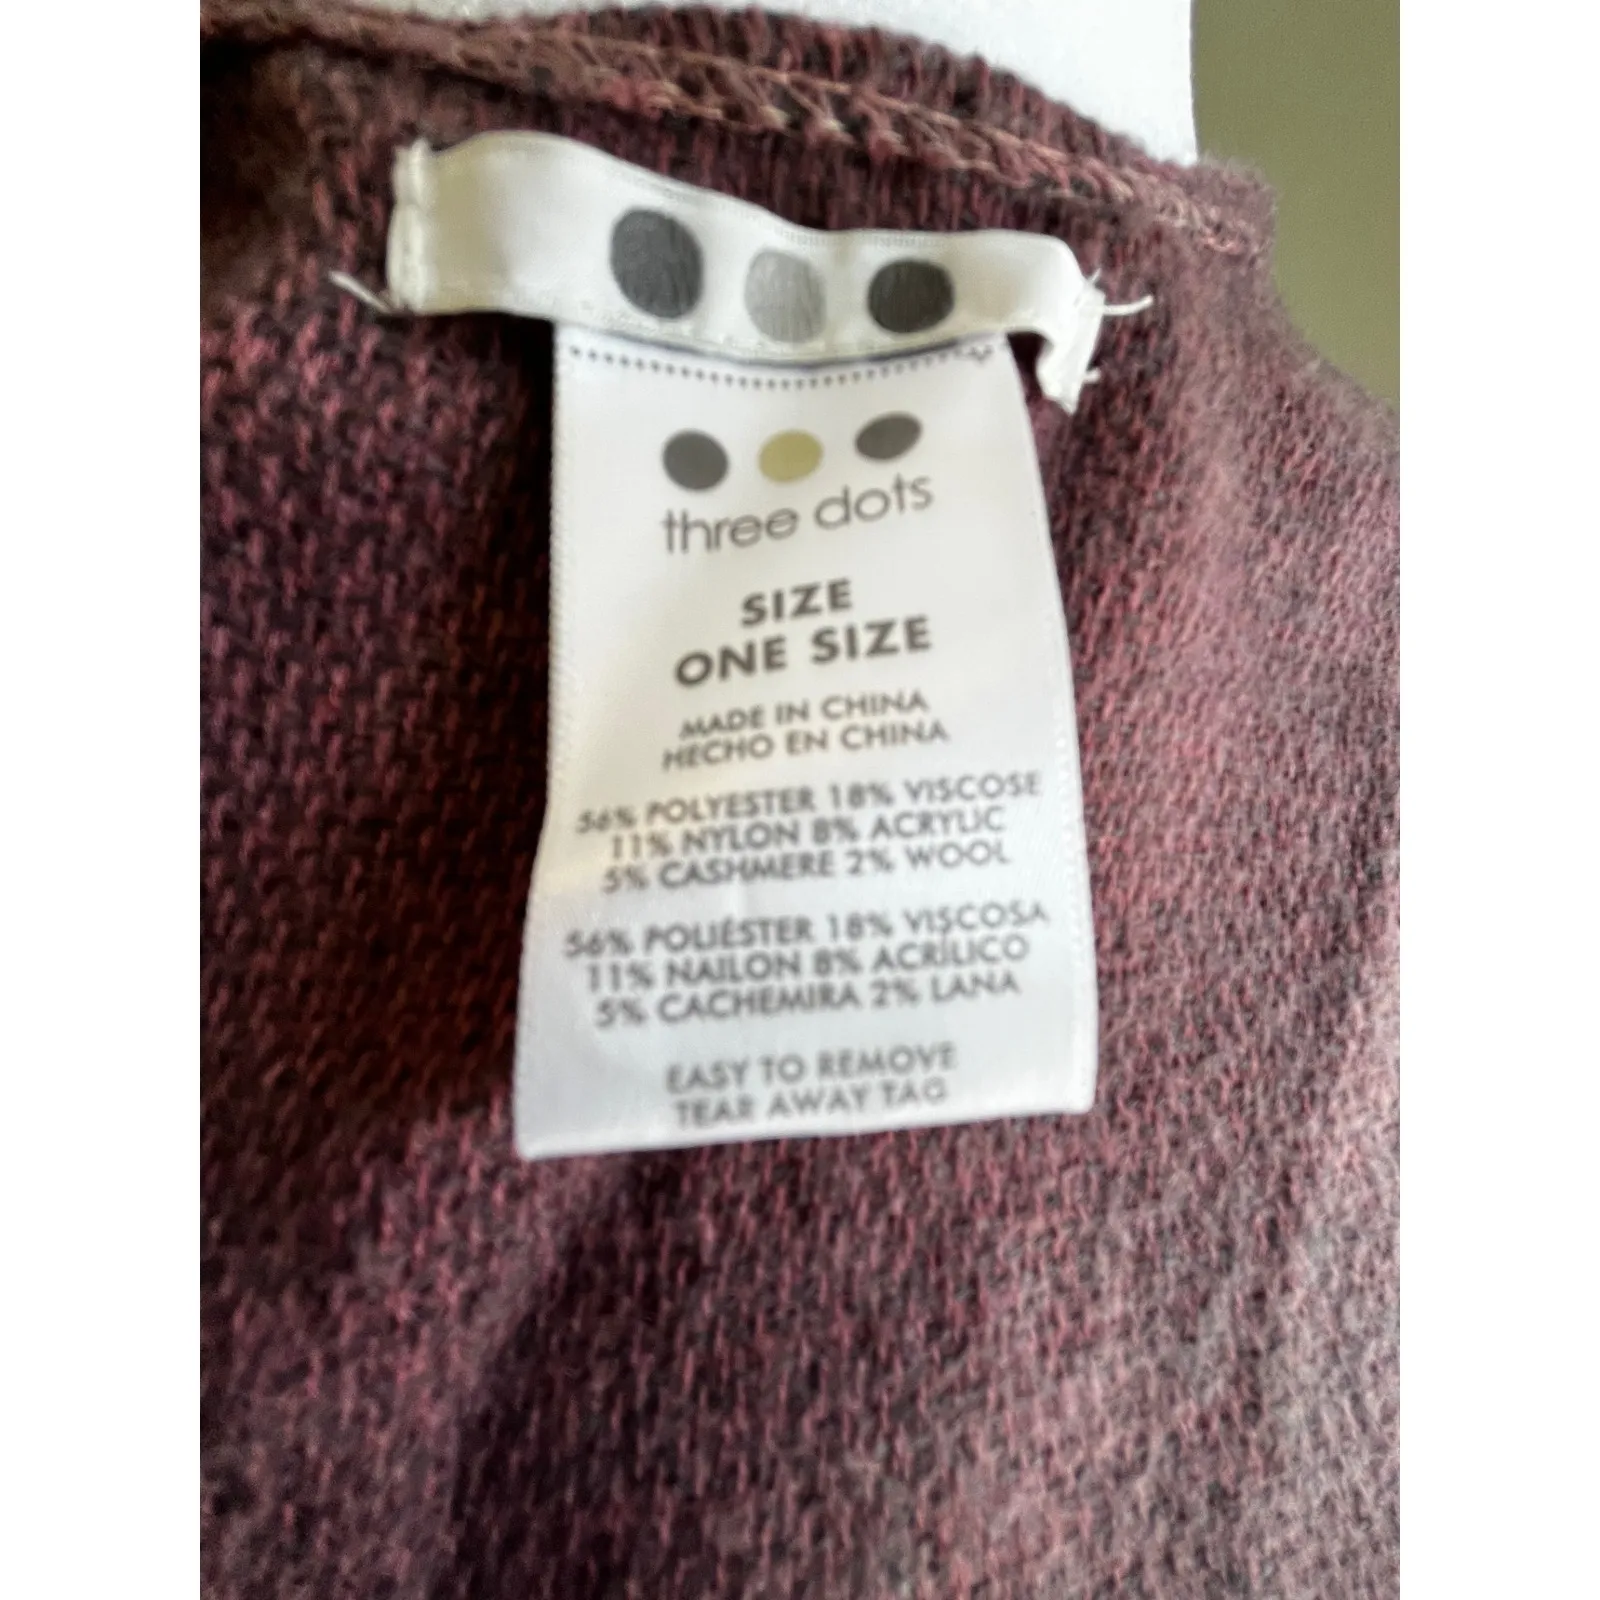 three dots
SIZE
ONE SIZE
MADE IN CHINA
HECHO EN CHINA
56% POLYESTER 18% VISCOSE
11% NYLON 8% ACRYLIC
5% CASHMERE 2% WOOL
56% POLIÉSTER 18% VISCOSA
11% NAILON 8% ACRÍLICO
5% CACHEMIRA 2% LANA
EASY TO REMOVE
TEAR AWAY TAG